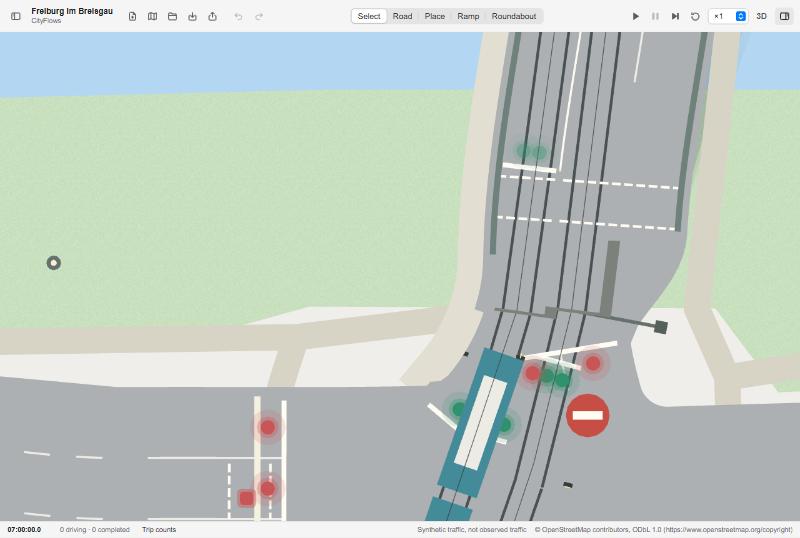 Freiburg im Breisgau
CityFlows
Select Road Place Ramp Roundabout
×1 3D
07:00:00.0 0 driving · 0 completed Trip counts Synthetic traffic, not observed traffic © OpenStreetMap contributors, ODbL 1.0 (https://www.openstreetmap.org/copyright)